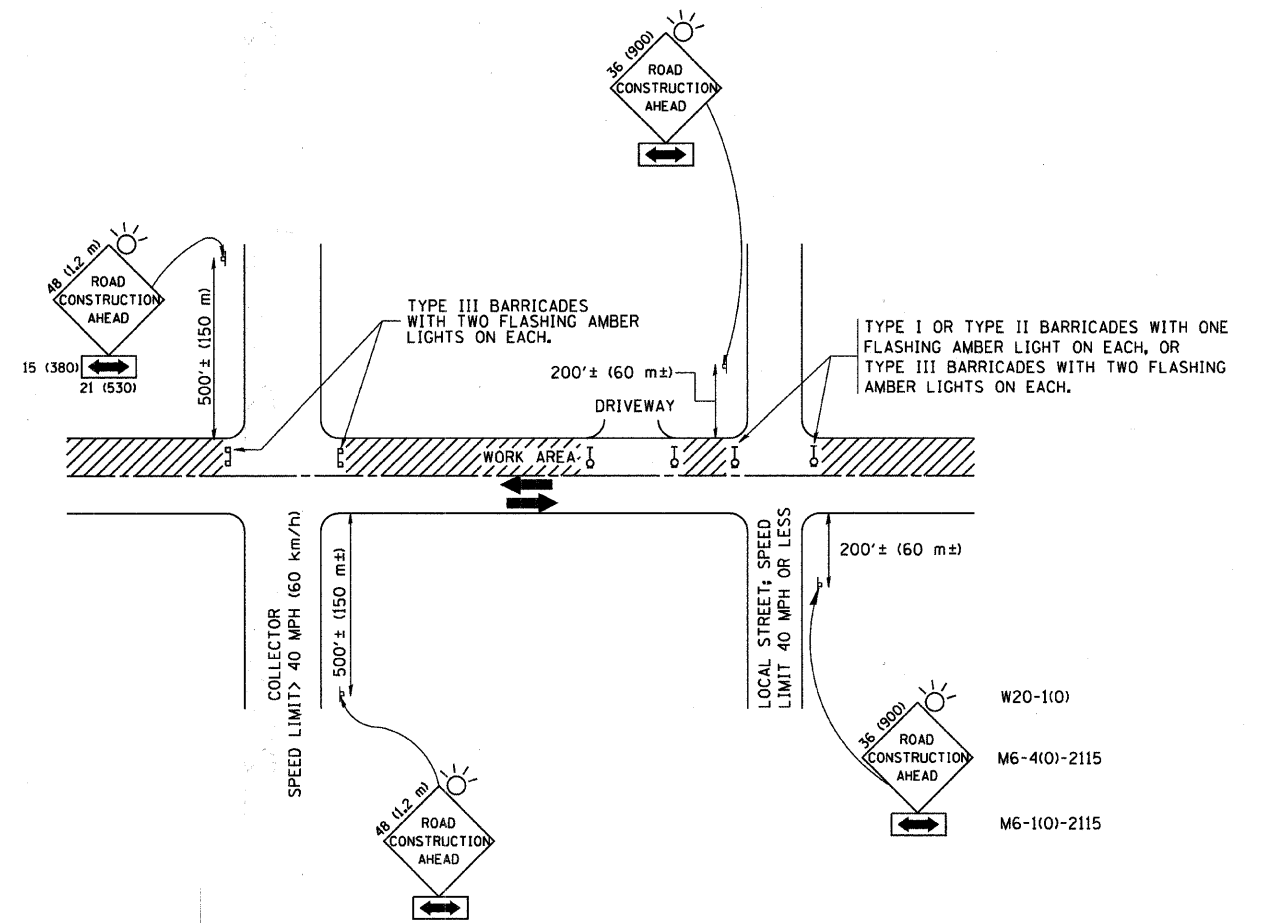 36 (900)
ROAD
CONSTRUCTION
AHEAD
48 (1.2 m)
ROAD
CONSTRUCTION
AHEAD
15 (380)
21 (530)
500'± (150 m)
TYPE III BARRICADES
WITH TWO FLASHING AMBER
LIGHTS ON EACH.
200'± (60 m±)
DRIVEWAY
TYPE I OR TYPE II BARRICADES WITH ONE
FLASHING AMBER LIGHT ON EACH, OR
TYPE III BARRICADES WITH TWO FLASHING
AMBER LIGHTS ON EACH.
WORK AREA
COLLECTOR
SPEED LIMIT> 40 MPH (60 km/h)
500'± (150 m±)
LOCAL STREET; SPEED
LIMIT 40 MPH OR LESS
200'± (60 m±)
36 (900)
ROAD
CONSTRUCTION
AHEAD
W20-1(O)
M6-4(O)-2115
M6-1(O)-2115
48 (1.2 m)
ROAD
CONSTRUCTION
AHEAD